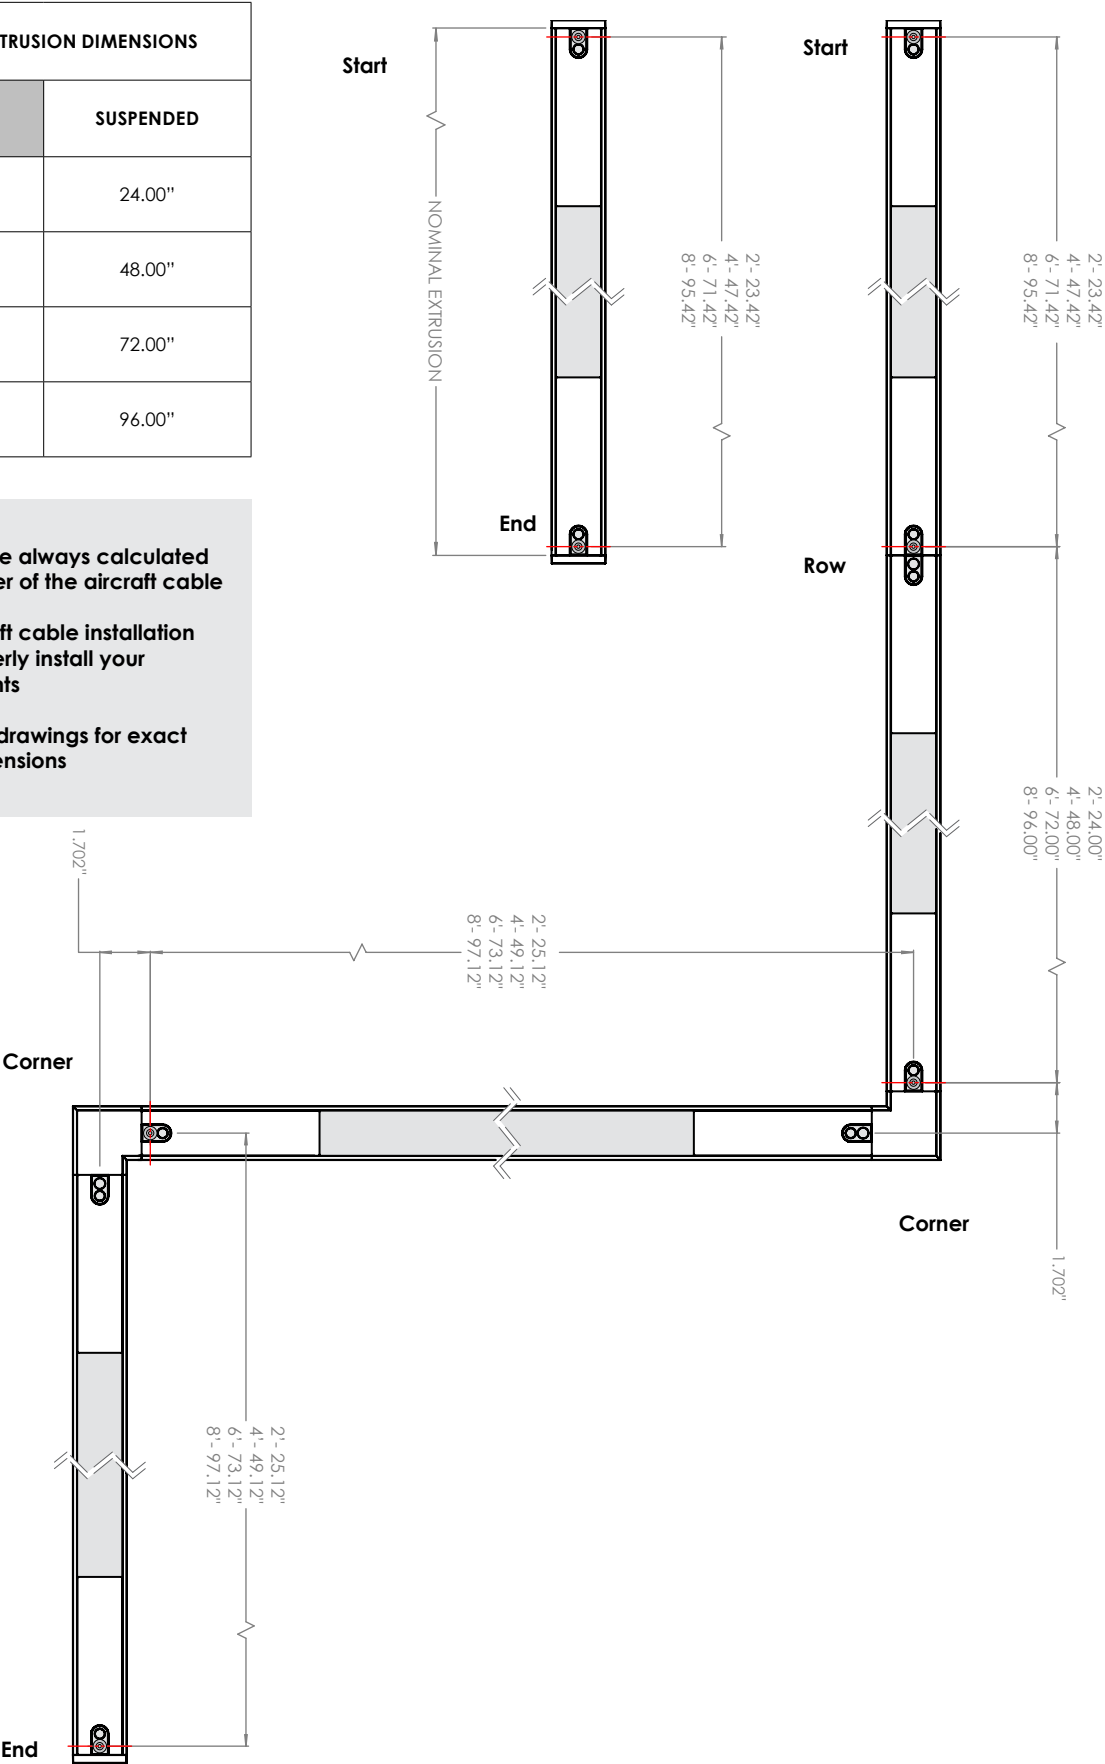 TRUSION DIMENSIONS
SUSPENDED
24.00”
48.00”
72.00”
96.00”
e always calculated
er of the aircraft cable
ft cable installation
erly install your
nts
drawings for exact
ensions
Start
NOMINAL EXTRUSION
2'- 23.42"
4'- 47.42"
6'- 71.42"
8'- 95.42"
End
Start
2'- 23.42"
4'- 47.42"
6'- 71.42"
8'- 95.42"
Row
2'- 24.00"
4'- 48.00"
6'- 72.00"
8'- 96.00"
1.702"
2'- 25.12"
4'- 49.12"
6'- 73.12"
8'- 97.12"
Corner
Corner
1.702"
2'- 25.12"
4'- 49.12"
6'- 73.12"
8'- 97.12"
End